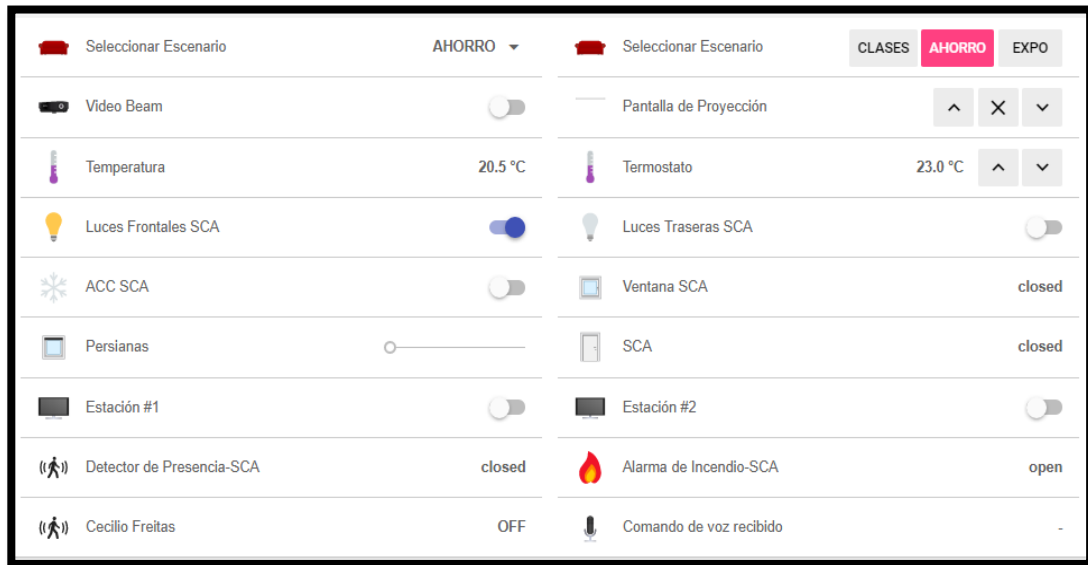 Seleccionar Escenario AHORRO
Seleccionar Escenario CLASES AHORRO EXPO
Video Beam
Pantalla de Proyección
Temperatura 20.5 °C
Termostato 23.0 °C
Luces Frontales SCA
Luces Traseras SCA
ACC SCA
Ventana SCA closed
Persianas
SCA closed
Estación #1
Estación #2
Detector de Presencia-SCA closed
Alarma de Incendio-SCA open
Cecilio Freitas OFF
Comando de voz recibido -